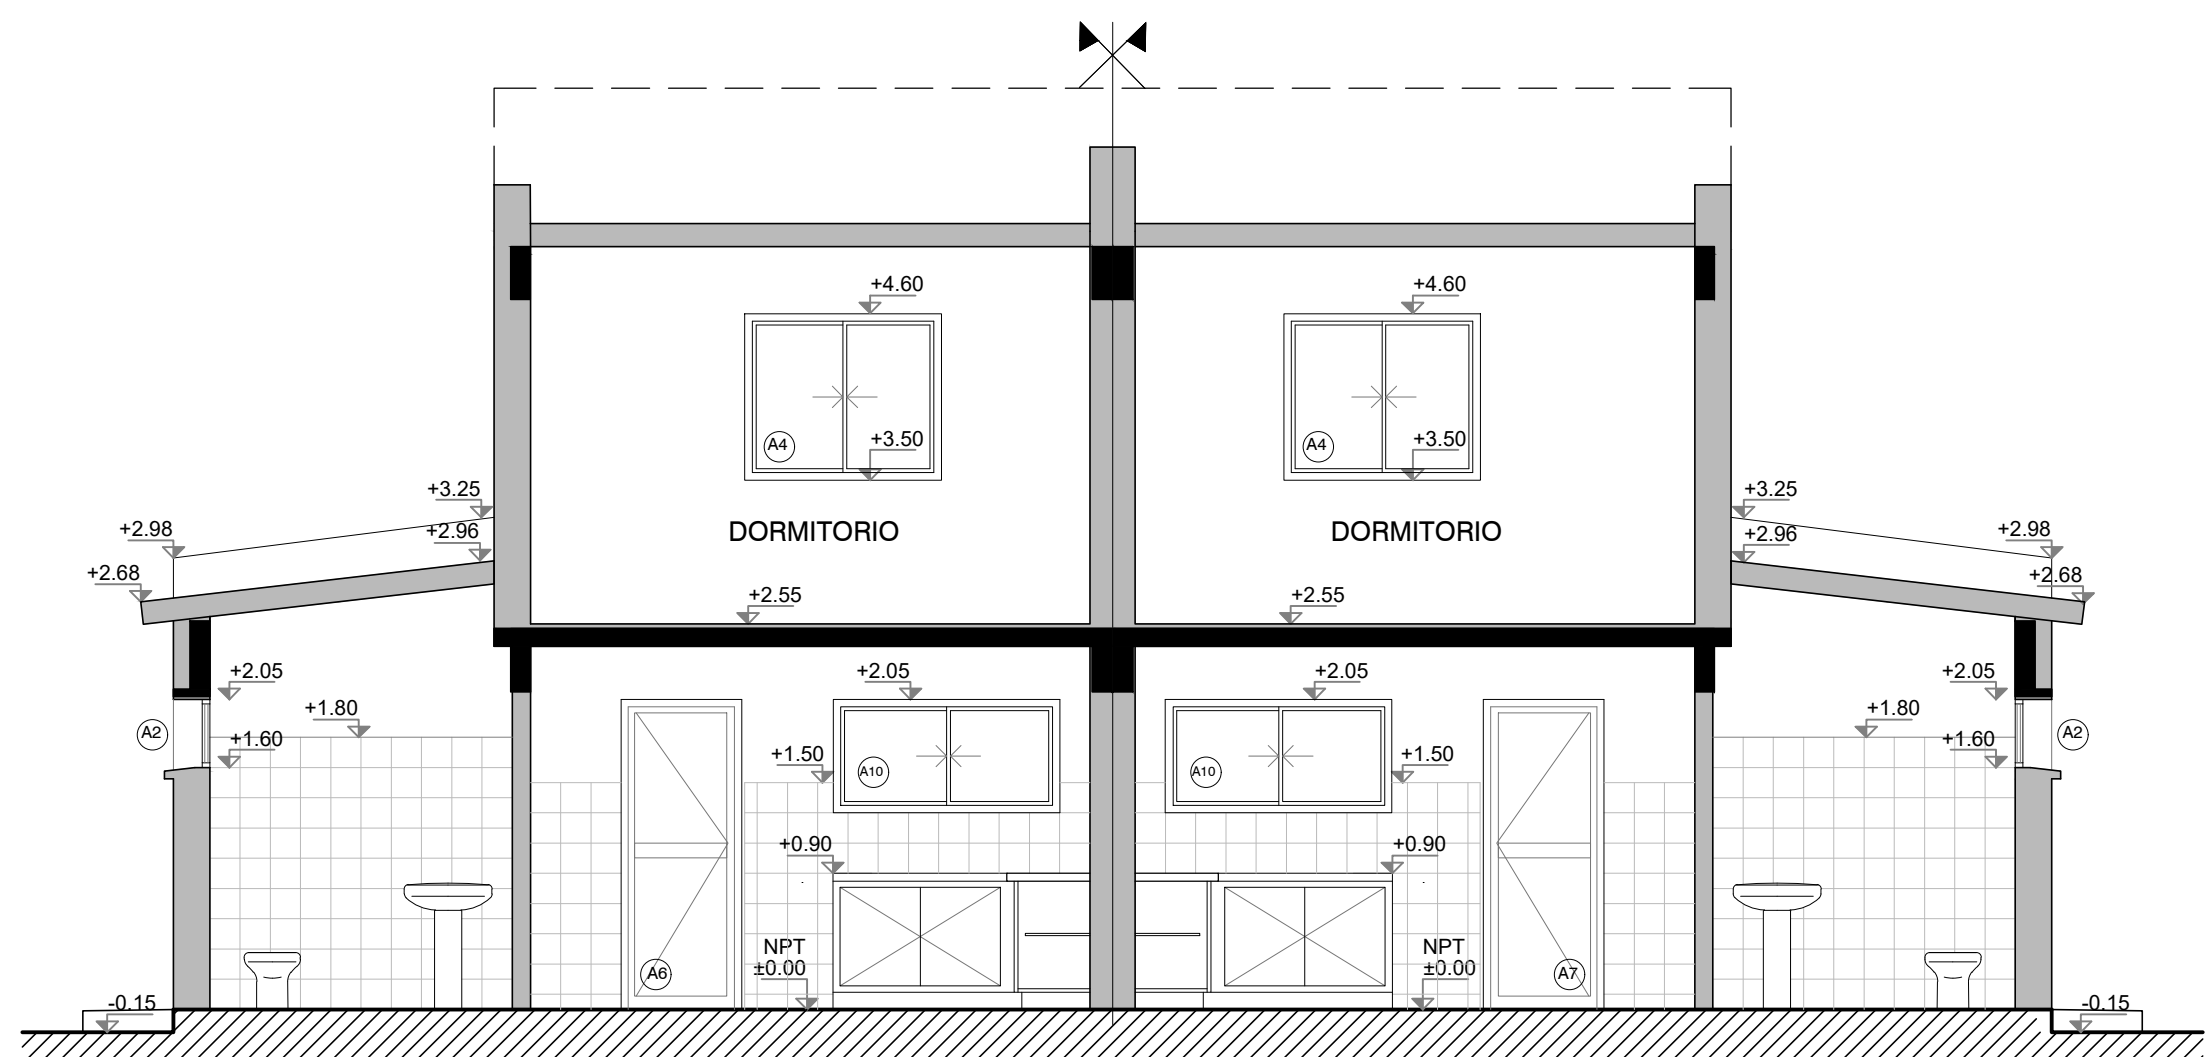 +4.60 +4.60
A4 +3.50 A4 +3.50
+3.25 +3.25
+2.98 +2.96 DORMITORIO DORMITORIO +2.96 +2.98
+2.68 +2.68
+2.55 +2.55
+2.05 +2.05 +2.05 +2.05
+1.80 +1.80
A2 +1.60 +1.60 A2
+1.50 A10 A10 +1.50
+0.90 +0.90
NPT NPT
A6 ±0.00 ±0.00 A7
-0.15 -0.15